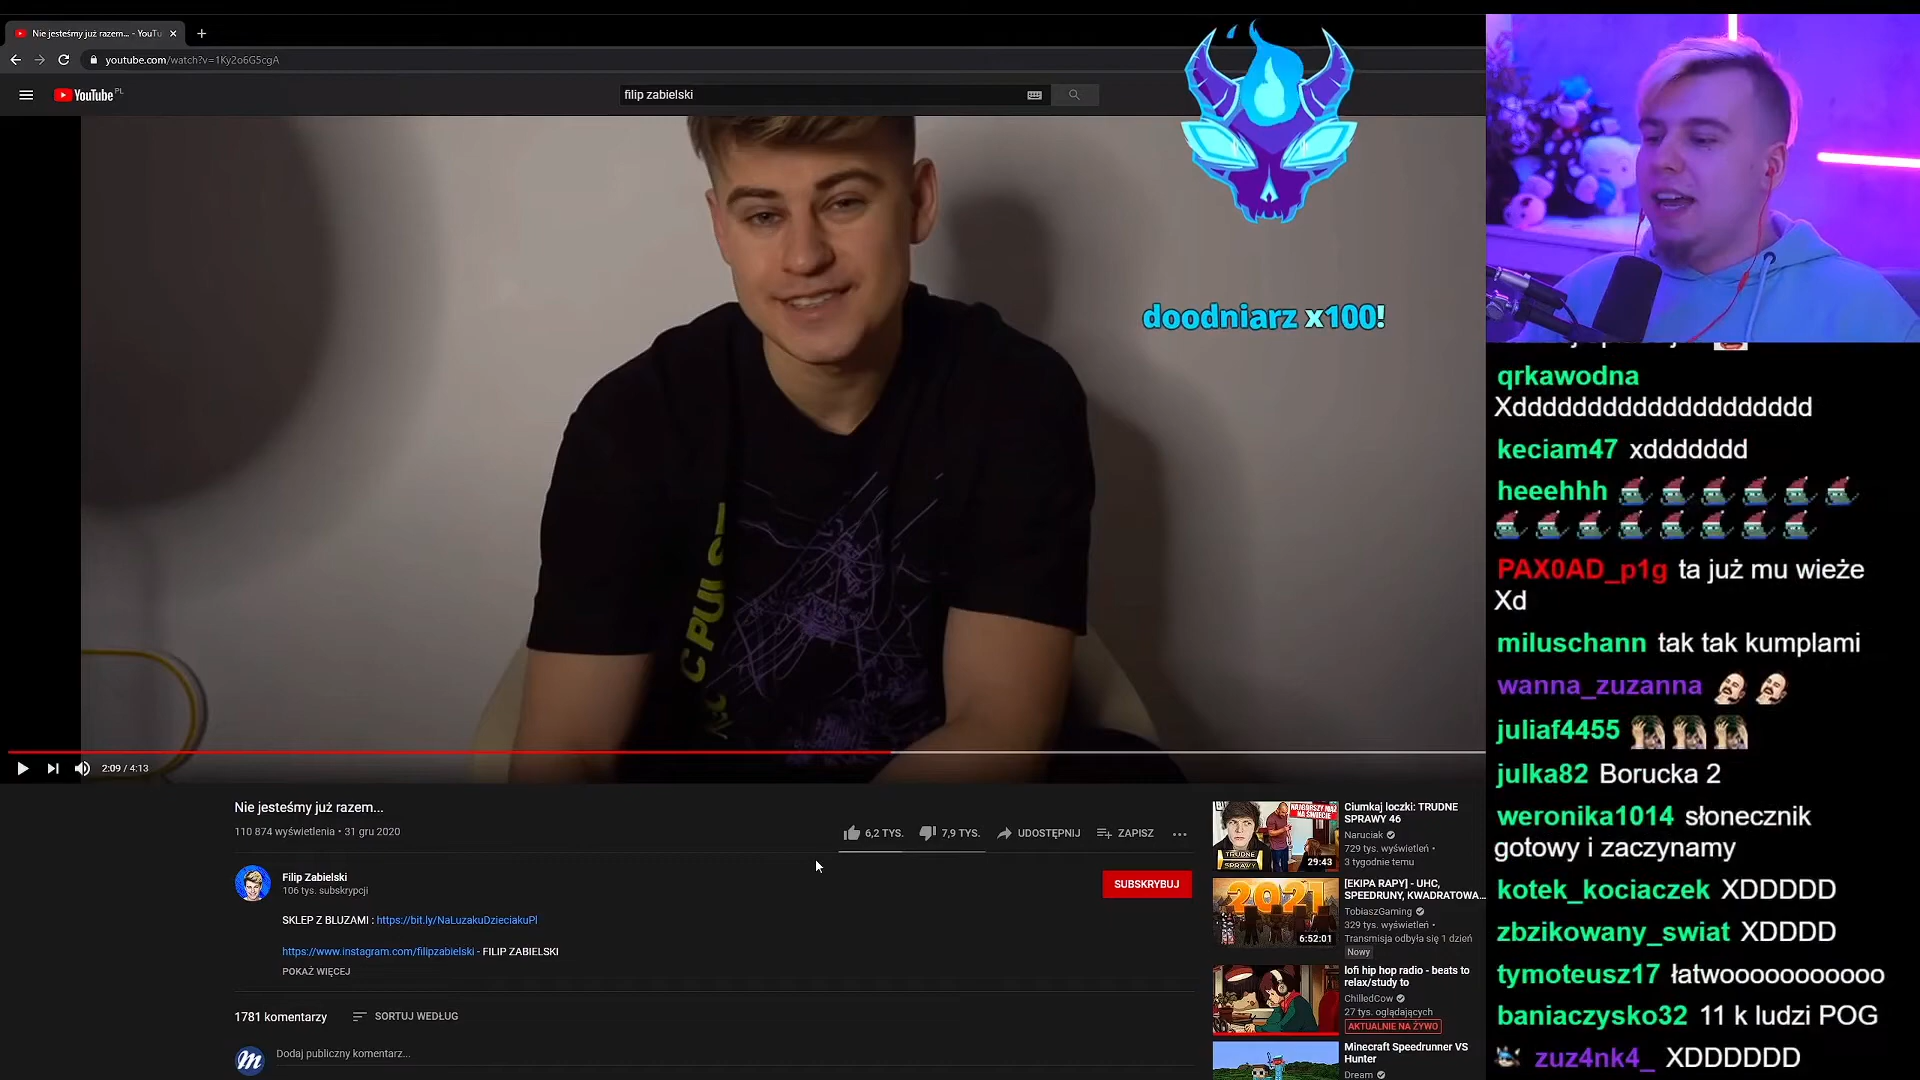 Nie jesteśmy już razem... - YouTu
youtube.com/watch?v=1Ky2o6G5cgA
YouTube PL
filip zabielski
doodniarz x100!
2:09 / 4:13
Nie jesteśmy już razem...
110 874 wyświetlenia • 31 gru 2020
6,2 TYS.
7,9 TYS.
UDOSTĘPNIJ
ZAPISZ
Filip Zabielski
106 tys. subskrypcji
SUBSKRYBUJ
SKLEP Z BLUZAMI : https://bit.ly/NaLuzakuDzieciakuPl
https://www.instagram.com/filipzabielski - FILIP ZABIELSKI
POKAŻ WIĘCEJ
1781 komentarzy
SORTUJ WEDŁUG
Dodaj publiczny komentarz...
TRUDNE
SPRAWY
29:43
Ciumkaj loczki: TRUDNE
SPRAWY 46
Naruciak
729 tys. wyświetleń •
3 tygodnie temu
2021
6:52:01
[EKIPA RAPY] - UHC,
SPEEDRUNY, KWADRATOWA...
TobiaszGaming
329 tys. wyświetleń •
Transmisja odbyła się 1 dzień
Nowy
lofi hip hop radio - beats to
relax/study to
ChilledCow
27 tys. oglądających
AKTUALNIE NA ŻYWO
Minecraft Speedrunner VS
Hunter
Dream
qrkawodna
Xdddddddddddddddddddd
keciam47 xddddddd
heeehhh
PAX0AD_p1g ta już mu wieże
Xd
miluschann tak tak kumplami
wanna_zuzanna
juliaf4455
julka82 Borucka 2
weronika1014 słonecznik
gotowy i zaczynamy
kotek_kociaczek XDDDDD
zbzikowany_swiat XDDDD
tymoteusz17 łatwooooooooooo
baniaczysko32 11 k ludzi POG
zuz4nk4_ XDDDDDD